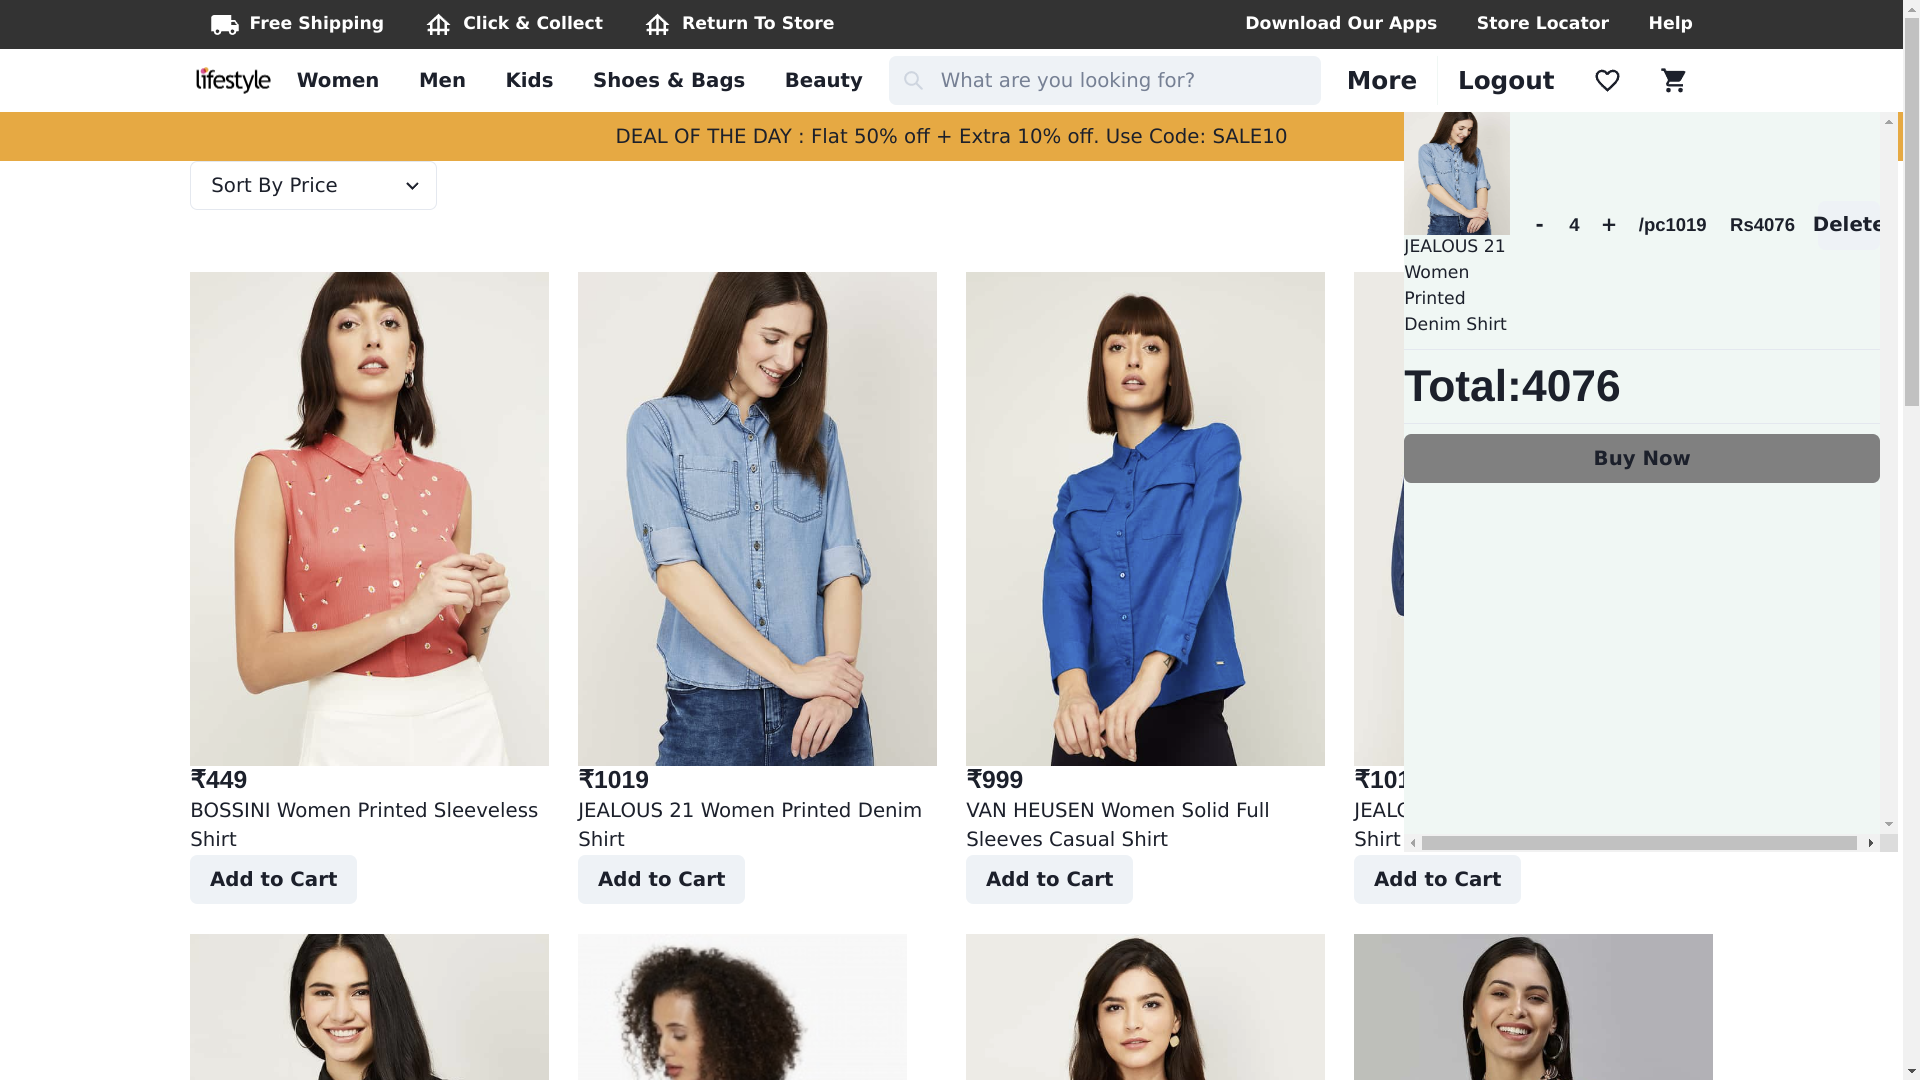 Free Shipping
Click & Collect
Return To Store
Download Our Apps
Store Locator
Help
lifestyle
Women
Men
Kids
Shoes & Bags
Beauty
What are you looking for?
More
Logout
DEAL OF THE DAY : Flat 50% off + Extra 10% off. Use Code: SALE10
Sort By Price
- 4 + /pc1019 Rs4076 Delete
JEALOUS 21
Women
Printed
Denim Shirt
Total:4076
Buy Now
₹449
BOSSINI Women Printed Sleeveless
Shirt
Add to Cart
₹1019
JEALOUS 21 Women Printed Denim
Shirt
Add to Cart
₹999
VAN HEUSEN Women Solid Full
Sleeves Casual Shirt
Add to Cart
Shirt
Add to Cart